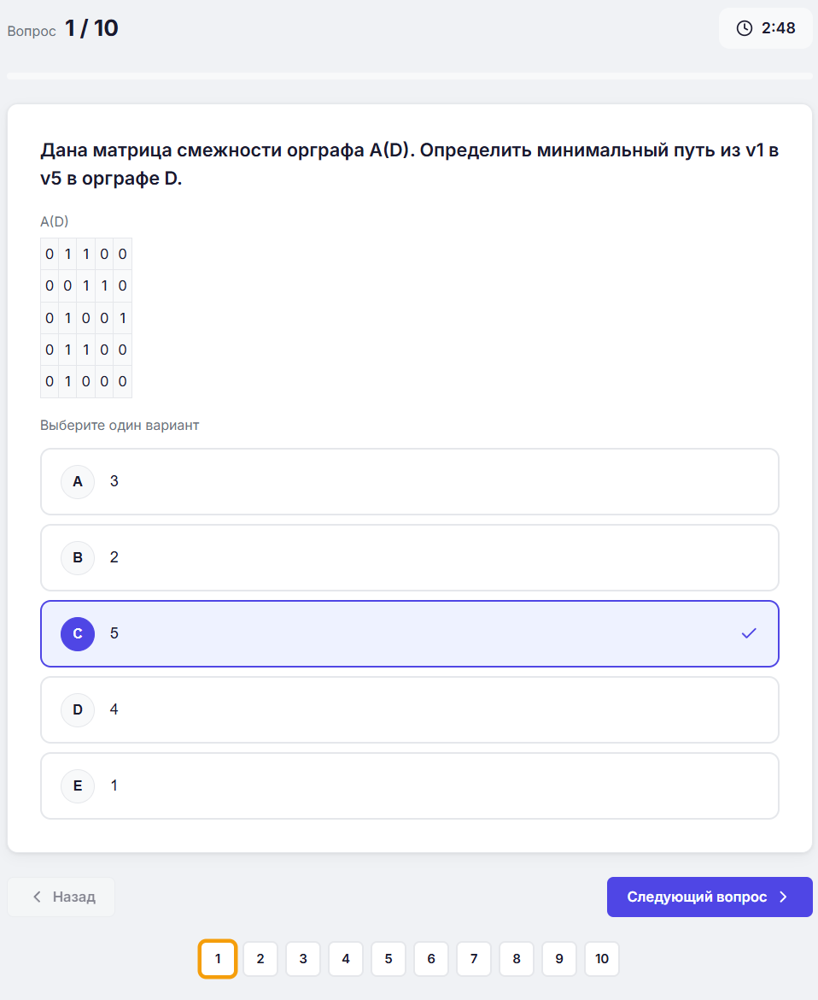 Вопрос 1 / 10
2:48
Дана матрица смежности орграфа A(D). Определить минимальный путь из v1 в
v5 в орграфе D.
A(D)
0 1 1 0 0
0 0 1 1 0
0 1 0 0 1
0 1 1 0 0
0 1 0 0 0
Выберите один вариант
A 3
B 2
C 5
D 4
E 1
Назад
Следующий вопрос
1 2 3 4 5 6 7 8 9 10